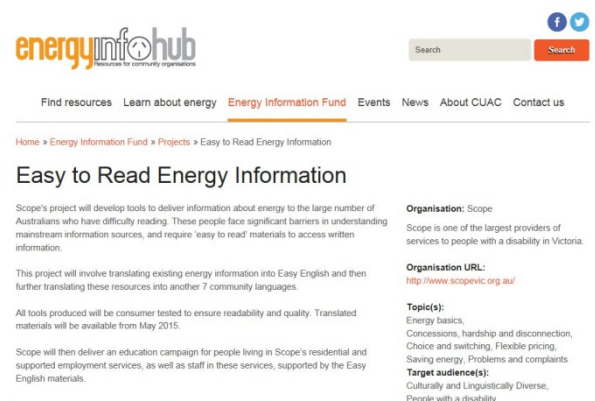 energyinfohub
Resources for community organisations
Search
Search
Find resources Learn about energy Energy Information Fund Events News About CUAC Contact us
Home » Energy Information Fund » Projects » Easy to Read Energy Information
Easy to Read Energy Information
Scope's project will develop tools to deliver information about energy to the large number of
Australians who have difficulty reading. These people face significant barriers in understanding
mainstream information sources, and require 'easy to read' materials to access written
information.
This project will involve translating existing energy information into Easy English and then
further translating these resources into another 7 community languages.
All tools produced will be consumer tested to ensure readability and quality. Translated
materials will be available from May 2015.
Scope will then deliver an education campaign for people living in Scope's residential and
supported employment services, as well as staff in these services, supported by the Easy
English materials.
Organisation: Scope
Scope is one of the largest providers of
services to people with a disability in Victoria.
Organisation URL:
http://www.scopevic.org.au/
Topic(s):
Energy basics,
Concessions, hardship and disconnection,
Choice and switching, Flexible pricing,
Saving energy, Problems and complaints
Target audience(s):
Culturally and Linguistically Diverse,
People with a disability